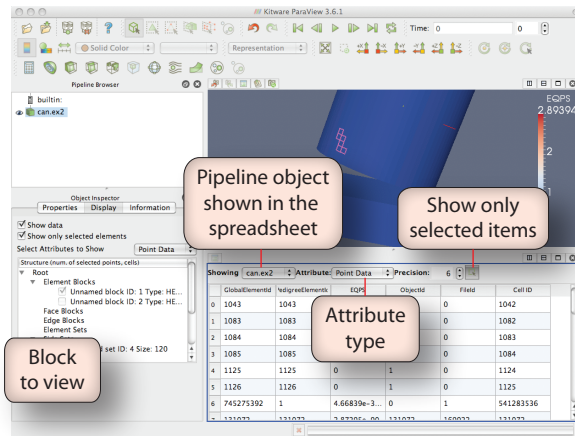 Kitware ParaView 3.6.1
Time: 0
0
Solid Color
Representation
+X -X +Y -Y +Z -Z
Pipeline Browser
builtin:
can.ex2
EQPS
2.89394
2
1
Object Inspector
Properties Display Information
Show data
Show only selected elements
Select Attributes to Show Point Data
Structure (num. of selected points, cells)
Root
Element Blocks
Unnamed block ID: 1 Type: HE...
Unnamed block ID: 2 Type: HE...
Face Blocks
Edge Blocks
Element Sets
set ID: 4 Size: 120
Block
to view
Pipeline object
shown in the
spreadsheet
Show only
selected items
Attribute
type
Showing can.ex2 Attribute: Point Data Precision: 6
GlobalElementId EQPS ObjectId FileId Cell ID
0 1043 1043 0 1042
1 1083 1083 0 1082
2 1084 1084 0 1083
3 1085 1085 0 1084
4 1125 1125 0 1 0 1124
5 1126 1126 0 1 0 1125
6 745275392 1 4.66839e-3... 0 1 541283536
131072